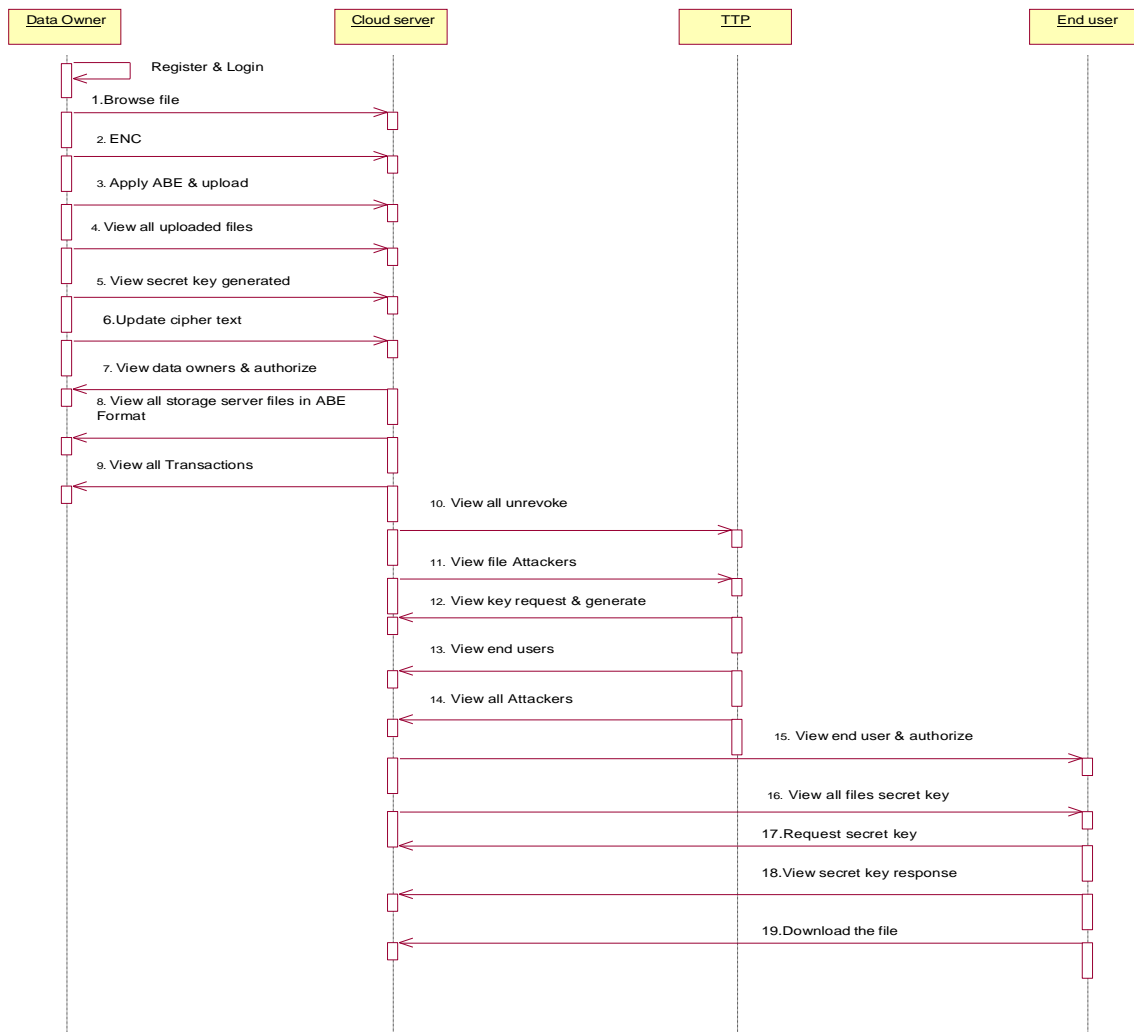 Data Owner
Cloud server
TTP
End user
Register & Login
1.Browse file
2. ENC
3. Apply ABE & upload
4. View all uploaded files
5. View secret key generated
6.Update cipher text
7. View data owners & authorize
8. View all storage server files in ABE
Format
9. View all Transactions
10. View all unrevoke
11. View file Attackers
12. View key request & generate
13. View end users
14. View all Attackers
15. View end user & authorize
16. View all files secret key
17.Request secret key
18.View secret key response
19.Download the file